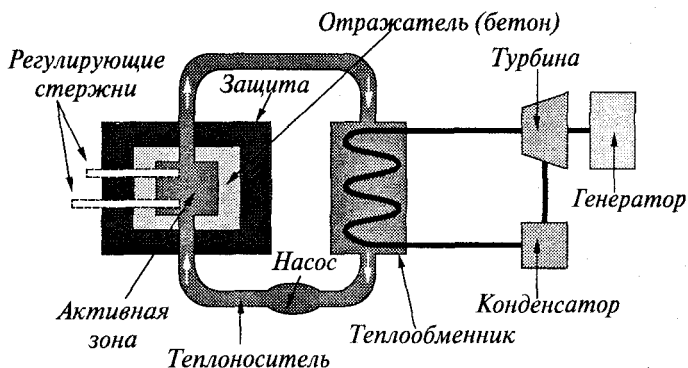 Отражатель (бетон)
Регулирующие
стержни
Защита
Турбина
Генератор
Насос
Активная
зона
Теплоноситель
Теплообменник
Конденсатор